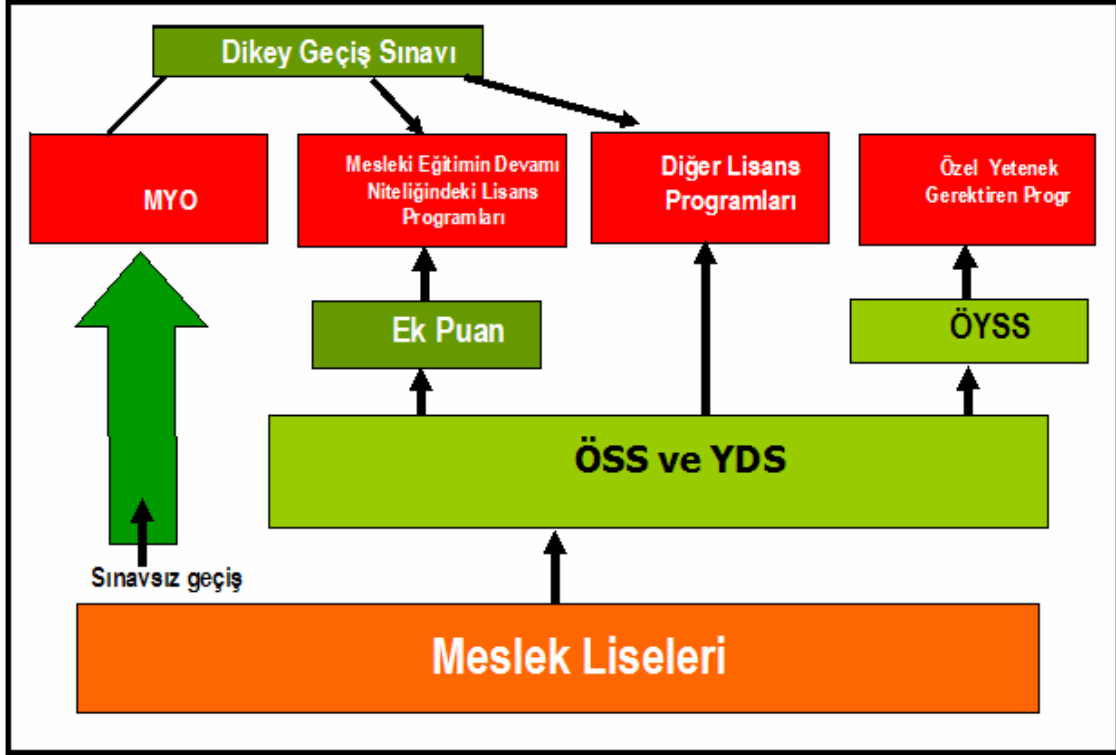 Dikey Geçiş Sınavı
MYO
Mesleki Eğitimin Devamı
Niteliğindeki Lisans
Programları
Diğer Lisans
Programları
Özel Yetenek
Gerektiren Progr
Ek Puan
ÖYSS
ÖSS ve YDS
Sınavsız geçiş
Meslek Liseleri